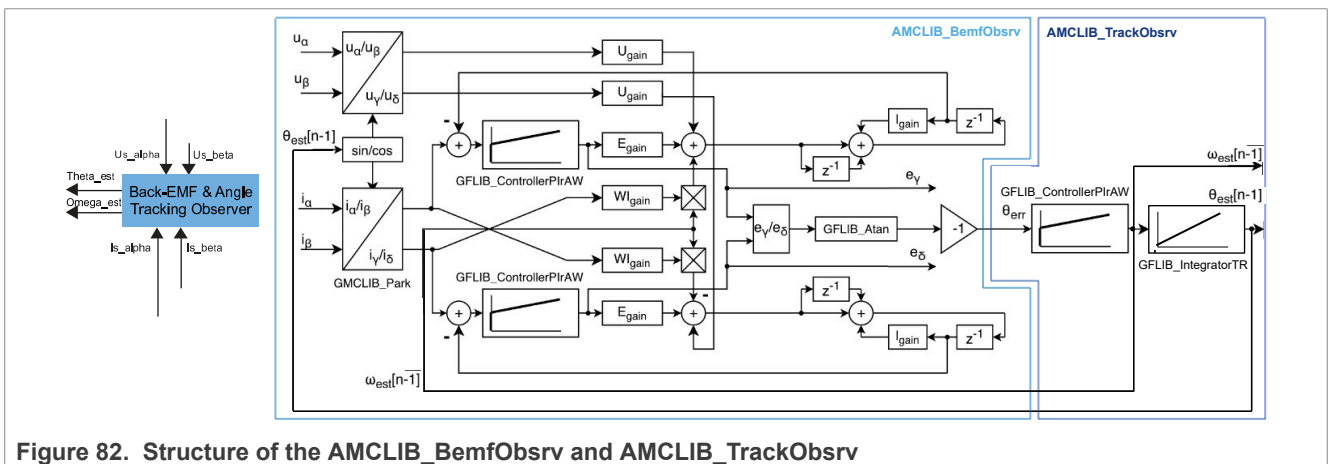 AMCLIB_BemfObsrv
AMCLIB_TrackObsrv
uα
uβ
θest[n-1]
iα
iβ
uα/uβ
uγ/uδ
sin/cos
iα/iβ
iγ/iδ
GMCLIB_Park
Us_alpha
Us_beta
Theta_est
Omega_est
Back-EMF & Angle
Tracking Observer
Is_alpha
Is_beta
Ugain
Ugain
-
+
GFLIB_ControllerPIrAW
Egain
+
WIgain
WIgain
GFLIB_ControllerPIrAW
+
-
Egain
-
+
Igain
z-1
+
z-1
eγ
eγ/eδ
GFLIB_Atan
-1
eδ
z-1
+
Igain
z-1
ωest[n-1]
θerr
GFLIB_ControllerPIrAW
GFLIB_IntegratorTR
ωest[n-1]
θest[n-1]
Figure 82. Structure of the AMCLIB_BemfObsrv and AMCLIB_TrackObsrv